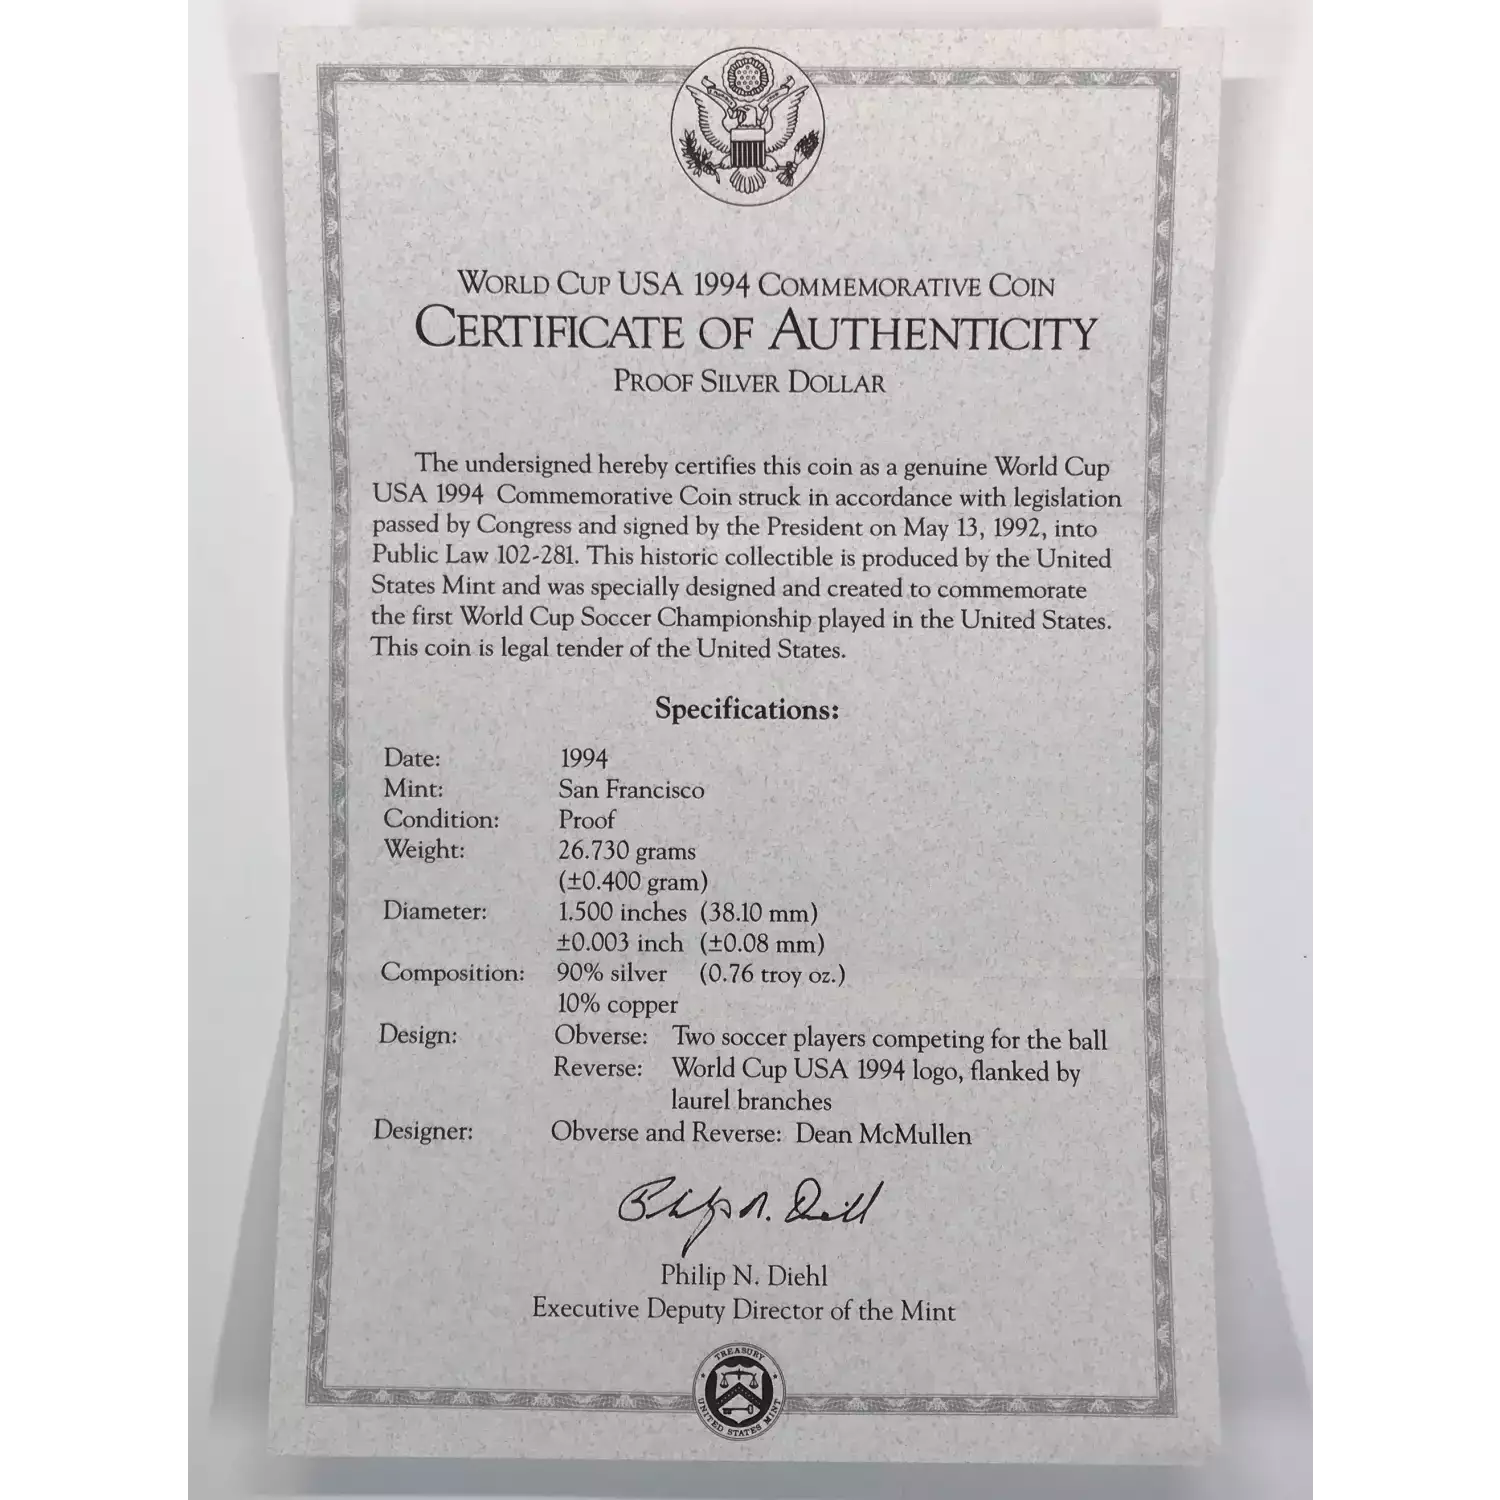 WORLD CUP USA 1994 COMMEMORATIVE COIN
CERTIFICATE OF AUTHENTICITY
PROOF SILVER DOLLAR
The undersigned hereby certifies this coin as a genuine World Cup
USA 1994 Commemorative Coin struck in accordance with legislation
passed by Congress and signed by the President on May 13, 1992, into
Public Law 102-281. This historic collectible is produced by the United
States Mint and was specially designed and created to commemorate
the first World Cup Soccer Championship played in the United States.
This coin is legal tender of the United States.
Specifications:
Date: 1994
Mint: San Francisco
Condition: Proof
Weight: 26.730 grams
(±0.400 gram)
Diameter: 1.500 inches (38.10 mm)
±0.003 inch (±0.08 mm)
Composition: 90% silver (0.76 troy oz.)
10% copper
Design: Obverse: Two soccer players competing for the ball
Reverse: World Cup USA 1994 logo, flanked by
laurel branches
Designer: Obverse and Reverse: Dean McMullen
Philip N. Diehl
Philip N. Diehl
Executive Deputy Director of the Mint
TREASURY
UNITED STATES MINT